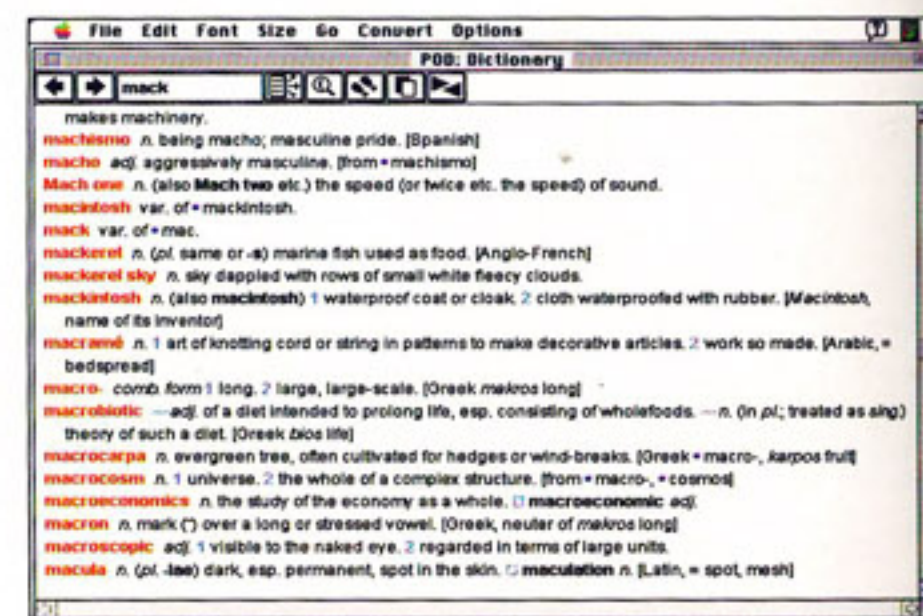 File Edit Font Size Go Convert Options
POD: Dictionary
mack
makes machinery.
machismo n. being macho; masculine pride. [Spanish]
macho adj. aggressively masculine. [from •machismo]
Mach one n. (also Mach two etc.) the speed (or twice etc. the speed) of sound.
macintosh var. of •mackintosh.
mack var. of •mac.
mackerel n. (pl. same or -s) marine fish used as food. [Anglo-French]
mackerel sky n. sky dappled with rows of small white fleecy clouds.
mackintosh n. (also macintosh) 1 waterproof coat or cloak. 2 cloth waterproofed with rubber. [Macintosh,
name of its inventor]
macramé n. 1 art of knotting cord or string in patterns to make decorative articles. 2 work so made. [Arabic, =
bedspread]
macro- comb. form 1 long. 2 large, large-scale. [Greek makros long]
macrobiotic —adj. of a diet intended to prolong life, esp. consisting of wholefoods. —n. (in pl.; treated as sing.)
theory of such a diet. [Greek bios life]
macrocarpa n. evergreen tree, often cultivated for hedges or wind-breaks. [Greek •macro-, karpos fruit]
macrocosm n. 1 universe. 2 the whole of a complex structure. [from •macro-, •cosmos]
macroeconomics n. the study of the economy as a whole. □ macroeconomic adj.
macron n. mark (¯) over a long or stressed vowel. [Greek, neuter of makros long]
macroscopic adj. 1 visible to the naked eye. 2 regarded in terms of large units.
macula n. (pl. -lae) dark, esp. permanent, spot in the skin. □ maculation n. [Latin, = spot, mesh]